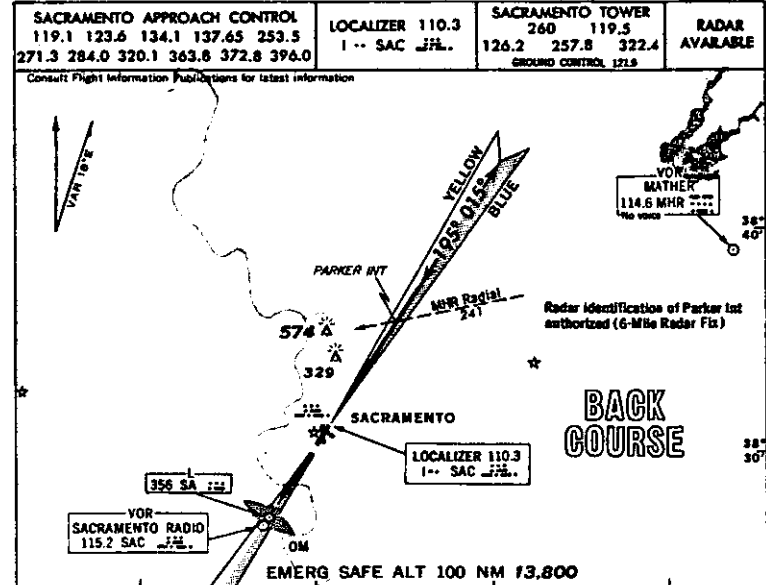 SACRAMENTO APPROACH CONTROL
119.1 123.6 134.1 137.65 253.5
271.3 284.0 320.1 363.8 372.8 396.0
LOCALIZER 110.3
I ·· SAC
SACRAMENTO TOWER
260 119.5
126.2 257.8 322.4
GROUND CONTROL 121.9
RADAR
AVAILABLE
Consult Flight Information Publications for latest information
VAR 18°E
YELLOW
BLUE
195° 015°
VOR
MATHER
114.6 MHR
No voice
38°
40'
PARKER INT
MHR Radial
241
Radar identification of Parker Int
authorized (6-Mile Radar Fix)
574
329
SACRAMENTO
BACK
COURSE
LOCALIZER 110.3
I ·· SAC
38°
30'
L
356 SA
VOR
SACRAMENTO RADIO
115.2 SAC
OM
EMERG SAFE ALT 100 NM 13,800